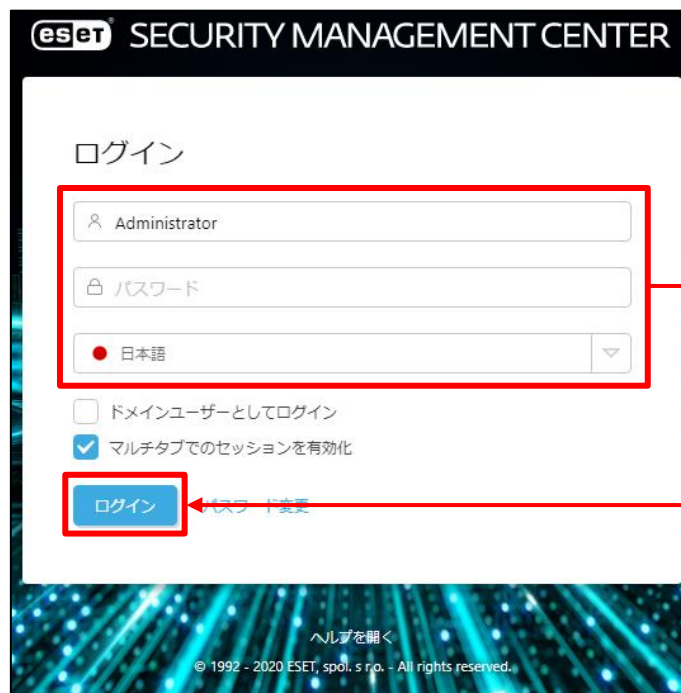 eset SECURITY MANAGEMENT CENTER
ログイン
Administrator
パスワード
日本語
ドメインユーザーとしてログイン
マルチタブでのセッションを有効化
ログイン パスワード変更
ヘルプを開く
© 1992 - 2020 ESET, spol. s r.o. - All rights reserved.